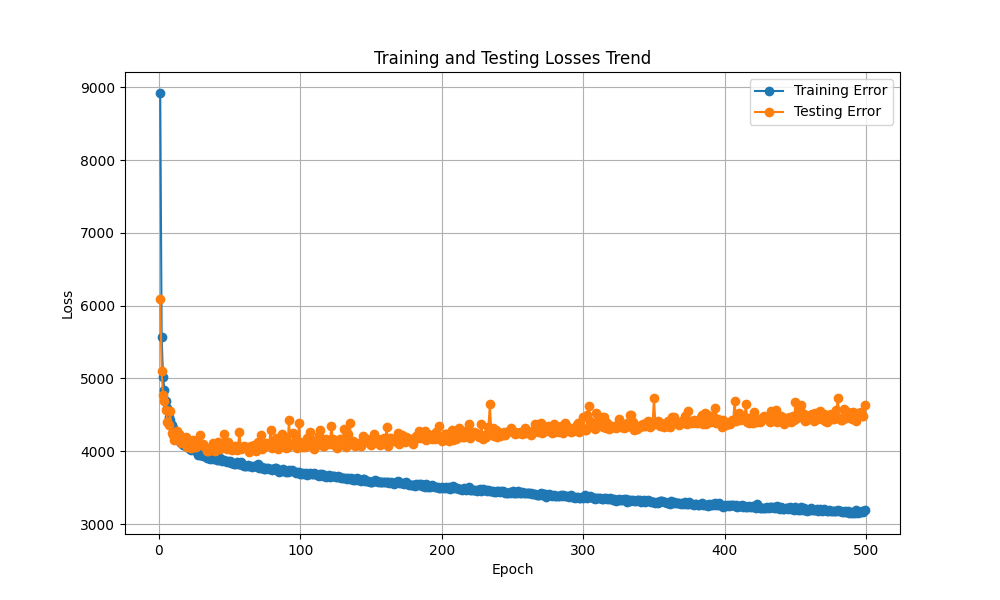 Training and Testing Losses Trend
Training Error
Testing Error
Loss
9000
8000
7000
6000
5000
4000
3000
0 100 200 300 400 500
Epoch